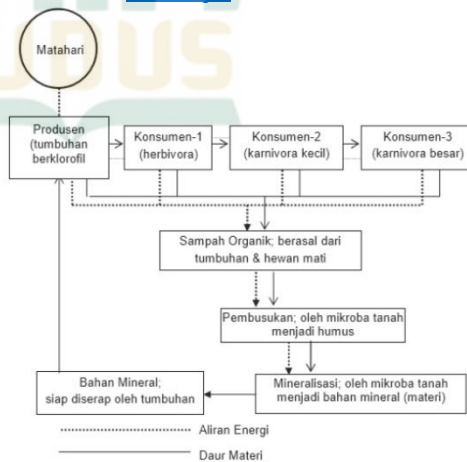 Matahari
Produsen
(tumbuhan
berklorofil
Konsumen-1
(herbivora)
Konsumen-2
(karnivora kecil)
Konsumen-3
(karnivora besar)
Sampah Organik; berasal dari
tumbuhan & hewan mati
Pembusukan; oleh mikroba tanah
menjadi humus
Bahan Mineral;
siap diserap oleh tumbuhan
Mineralisasi; oleh mikroba tanah
menjadi bahan mineral (materi)
Aliran Energi
Daur Materi